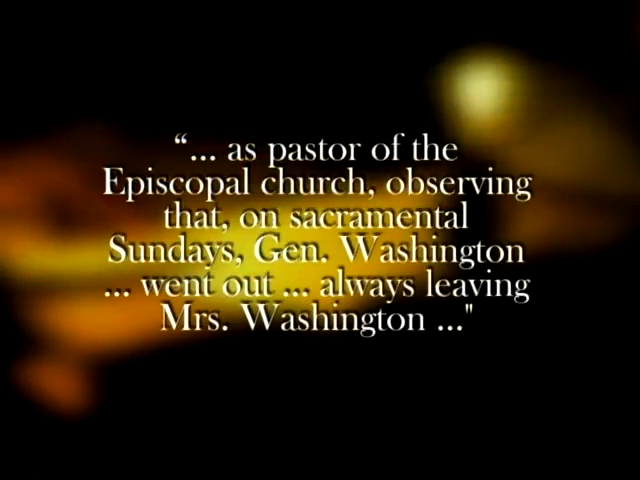 “... as pastor of the
Episcopal church, observing
that, on sacramental
Sundays, Gen. Washington
... went out ... always leaving
Mrs. Washington ..."